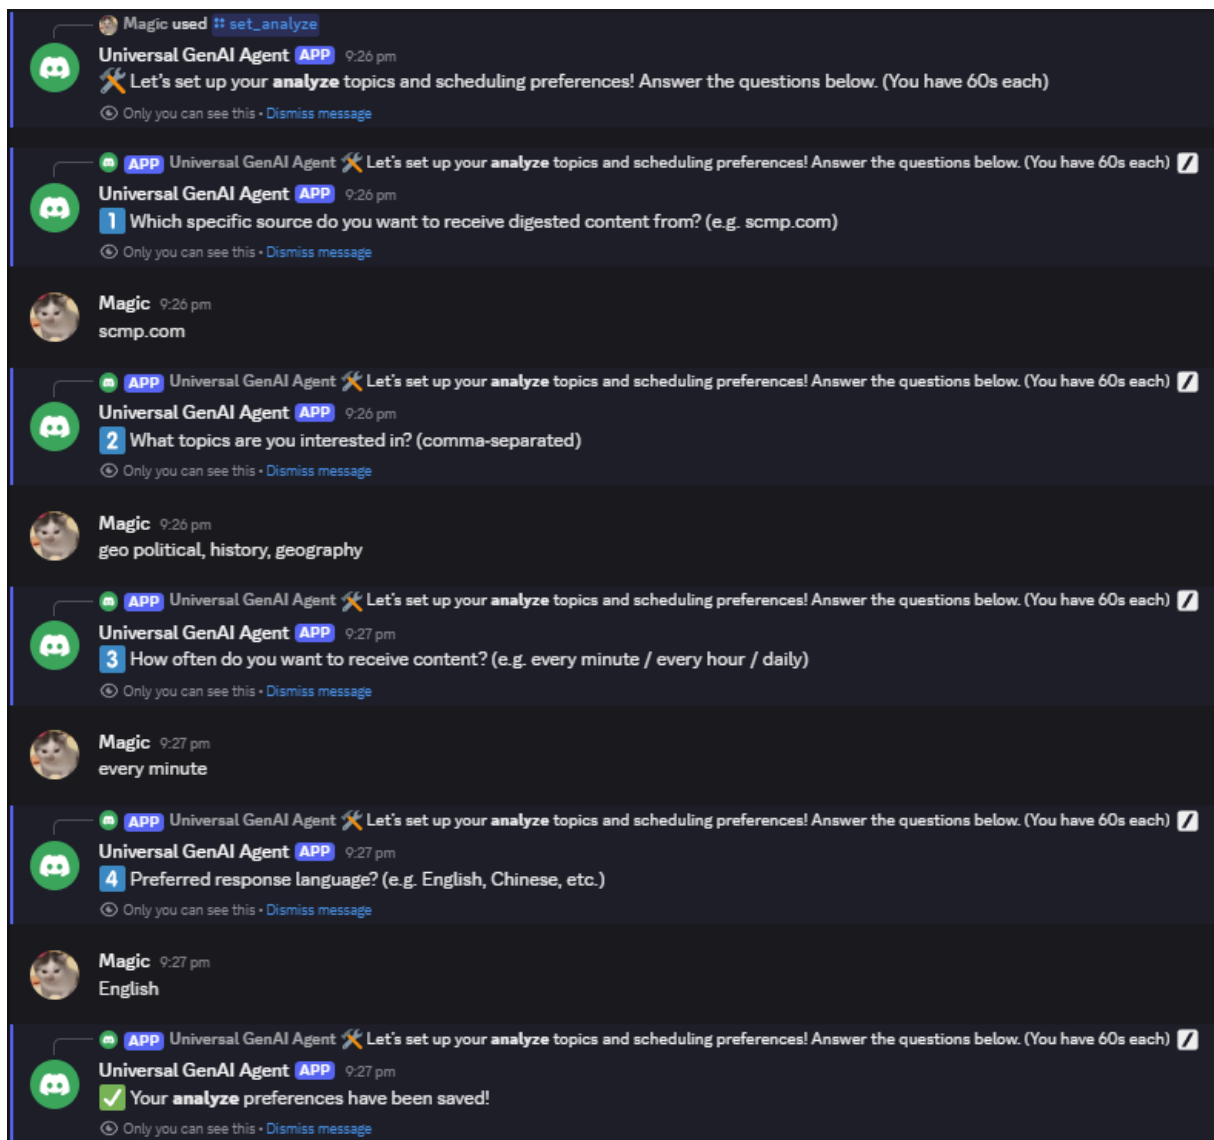 Magic used set_analyze
Universal GenAI Agent APP 9:26 pm
🛠️ Let's set up your analyze topics and scheduling preferences! Answer the questions below. (You have 60s each)
Only you can see this • Dismiss message
APP Universal GenAI Agent 🛠️ Let's set up your analyze topics and scheduling preferences! Answer the questions below. (You have 60s each)
Universal GenAI Agent APP 9:26 pm
1️⃣ Which specific source do you want to receive digested content from? (e.g. scmp.com)
Only you can see this • Dismiss message
Magic 9:26 pm
scmp.com
APP Universal GenAI Agent 🛠️ Let's set up your analyze topics and scheduling preferences! Answer the questions below. (You have 60s each)
Universal GenAI Agent APP 9:26 pm
2️⃣ What topics are you interested in? (comma-separated)
Only you can see this • Dismiss message
Magic 9:26 pm
geo political, history, geography
APP Universal GenAI Agent 🛠️ Let's set up your analyze topics and scheduling preferences! Answer the questions below. (You have 60s each)
Universal GenAI Agent APP 9:27 pm
3️⃣ How often do you want to receive content? (e.g. every minute / every hour / daily)
Only you can see this • Dismiss message
Magic 9:27 pm
every minute
APP Universal GenAI Agent 🛠️ Let's set up your analyze topics and scheduling preferences! Answer the questions below. (You have 60s each)
Universal GenAI Agent APP 9:27 pm
4️⃣ Preferred response language? (e.g. English, Chinese, etc.)
Only you can see this • Dismiss message
Magic 9:27 pm
English
APP Universal GenAI Agent 🛠️ Let's set up your analyze topics and scheduling preferences! Answer the questions below. (You have 60s each)
Universal GenAI Agent APP 9:27 pm
✅ Your analyze preferences have been saved!
Only you can see this • Dismiss message